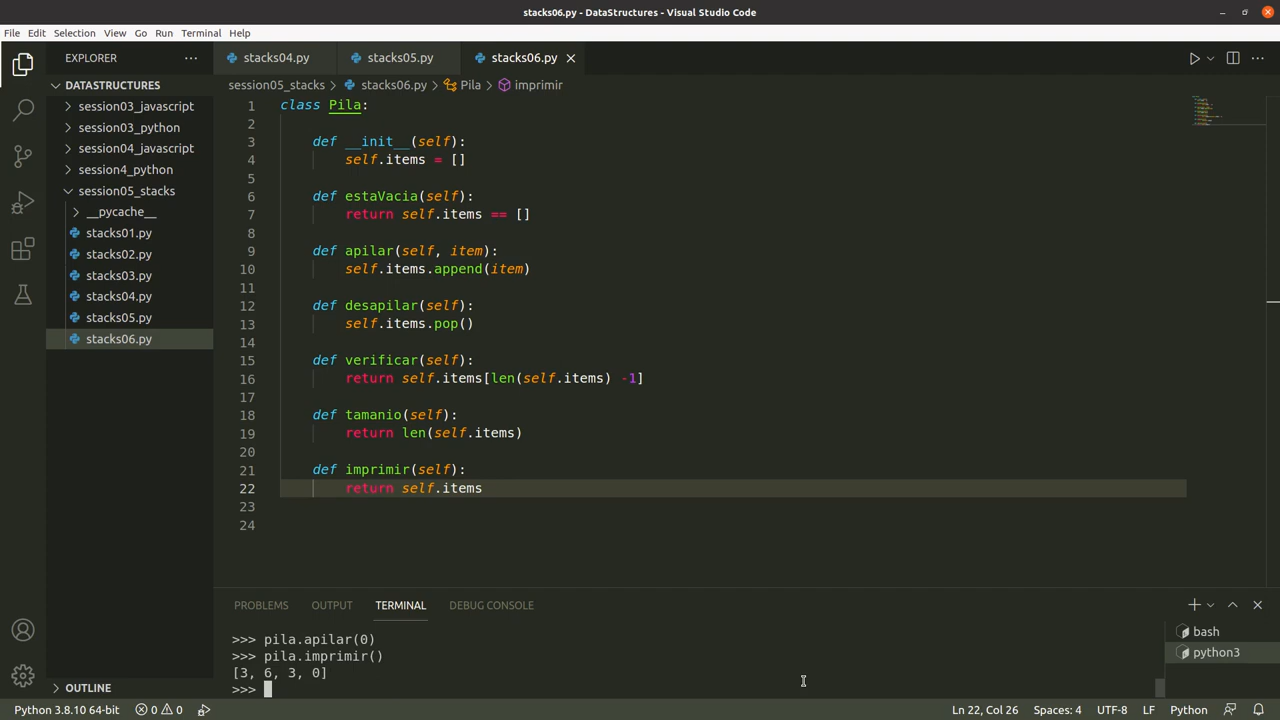 stacks06.py - DataStructures - Visual Studio Code
File Edit Selection View Go Run Terminal Help
EXPLORER
stacks04.py stacks05.py stacks06.py
DATASTRUCTURES
session05_stacks stacks06.py Pila imprimir
session03_javascript
session03_python
session04_javascript
session4_python
session05_stacks
__pycache__
stacks01.py
stacks02.py
stacks03.py
stacks04.py
stacks05.py
stacks06.py
1 class Pila:
2
3 def __init__(self):
4 self.items = []
5
6 def estaVacia(self):
7 return self.items == []
8
9 def apilar(self, item):
10 self.items.append(item)
11
12 def desapilar(self):
13 self.items.pop()
14
15 def verificar(self):
16 return self.items[len(self.items) -1]
17
18 def tamanio(self):
19 return len(self.items)
20
21 def imprimir(self):
22 return self.items
23
24
PROBLEMS OUTPUT TERMINAL DEBUG CONSOLE
>>> pila.apilar(0)
>>> pila.imprimir()
[3, 6, 3, 0]
>>>
bash
python3
OUTLINE
Python 3.8.10 64-bit 0 0 Ln 22, Col 26 Spaces: 4 UTF-8 LF Python